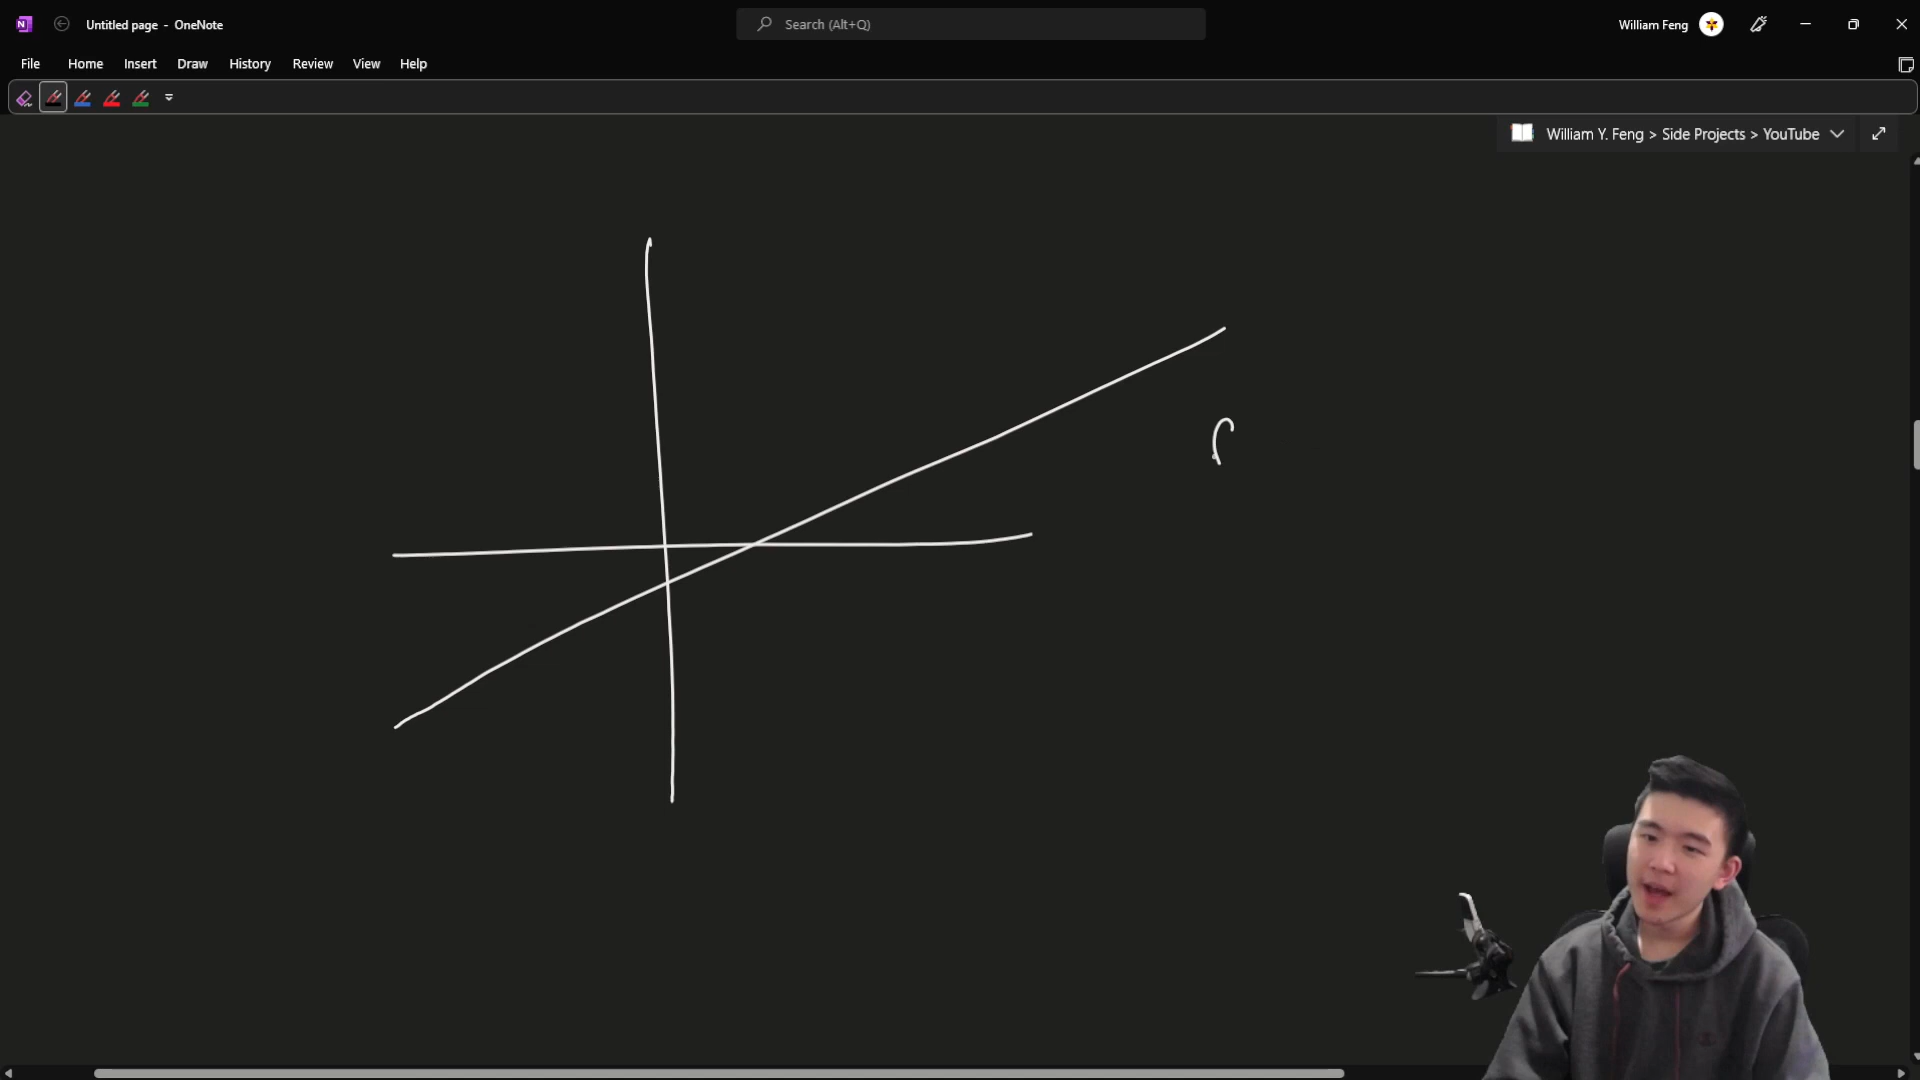 Untitled page - OneNote
Search (Alt+Q)
William Feng
File Home Insert Draw History Review View Help
William Y. Feng > Side Projects > YouTube